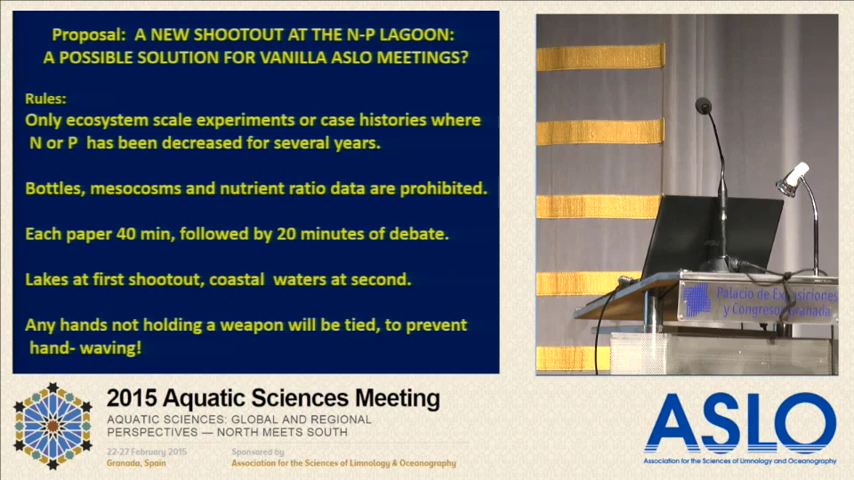 Proposal: A NEW SHOOTOUT AT THE N-P LAGOON:
A POSSIBLE SOLUTION FOR VANILLA ASLO MEETINGS?
Rules:
Only ecosystem scale experiments or case histories where
N or P has been decreased for several years.
Bottles, mesocosms and nutrient ratio data are prohibited.
Each paper 40 min, followed by 20 minutes of debate.
Lakes at first shootout, coastal waters at second.
Any hands not holding a weapon will be tied, to prevent
hand- waving!
Palacio de Exposiciones
y Congresos Granada
2015 Aquatic Sciences Meeting
AQUATIC SCIENCES: GLOBAL AND REGIONAL
PERSPECTIVES — NORTH MEETS SOUTH
22-27 February 2015
Granada, Spain
Sponsored by
Association for the Sciences of Limnology & Oceanography
ASLO
Association for the Sciences of Limnology and Oceanography